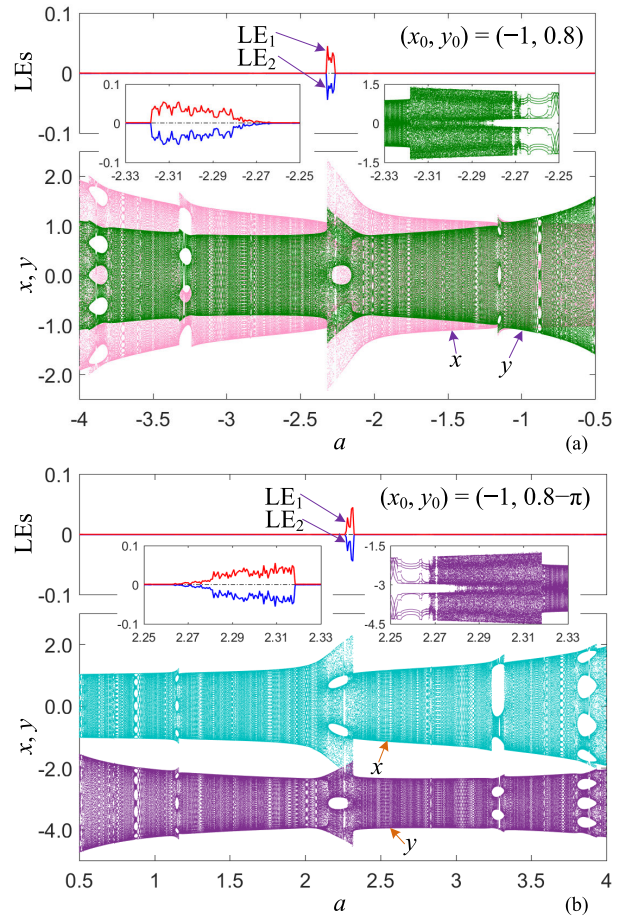 0.1
LE₁
(x₀, y₀) = (−1, 0.8)
LEs
LE₂
0
0.1
0
-0.1
-2.33 -2.31 -2.29 -2.27 -2.25
1.5
0
-1.5
-2.33 -2.31 -2.29 -2.27 -2.25
-0.1
2.0
1.0
x, y
0.0
-1.0
x
y
-2.0
-4 -3.5 -3 -2.5 -2 -1.5 -1 -0.5
a
(a)
0.1
LE₁
(x₀, y₀) = (−1, 0.8−π)
LEs
LE₂
0
0.1
0
-0.1
2.25 2.27 2.29 2.31 2.33
-1.5
-3
-4.5
2.25 2.27 2.29 2.31 2.33
-0.1
2.0
x, y
0.0
x
-2.0
-4.0
y
0.5 1 1.5 2 2.5 3 3.5 4
a
(b)